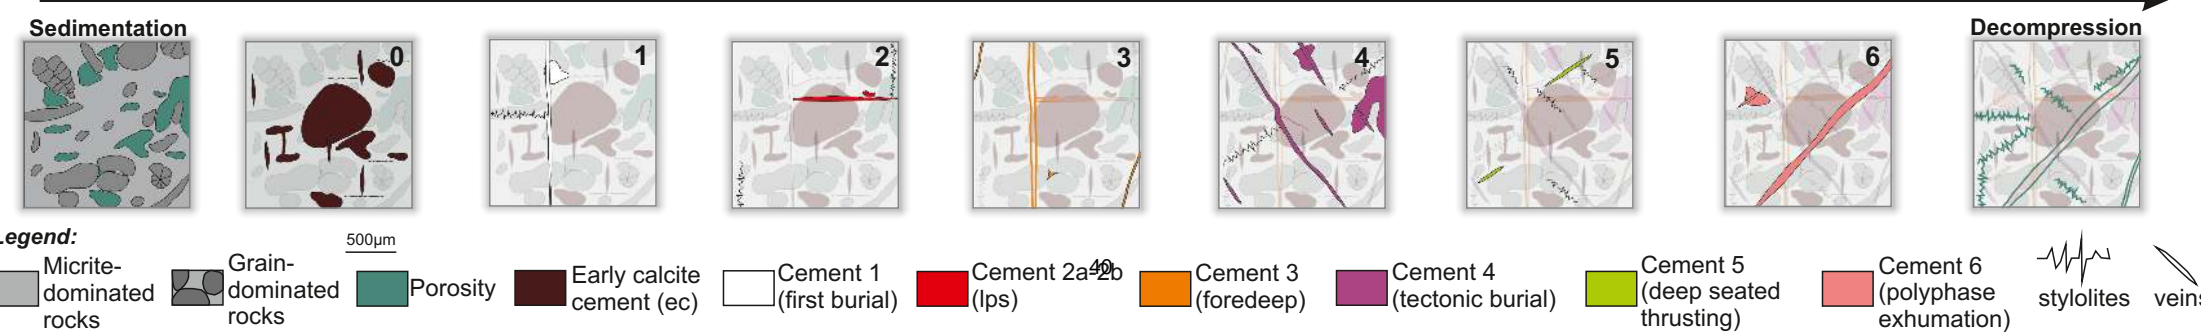 Sedimentation
0
1
2
3
4
5
6
Decompression
Legend:
500µm
Micrite-
dominated
rocks
Grain-
dominated
rocks
Porosity
Early calcite
cement (ec)
Cement 1
(first burial)
Cement 2a-2b
(lps)
40
Cement 3
(foredeep)
Cement 4
(tectonic burial)
Cement 5
(deep seated
thrusting)
Cement 6
(polyphase
exhumation)
stylolites
veins